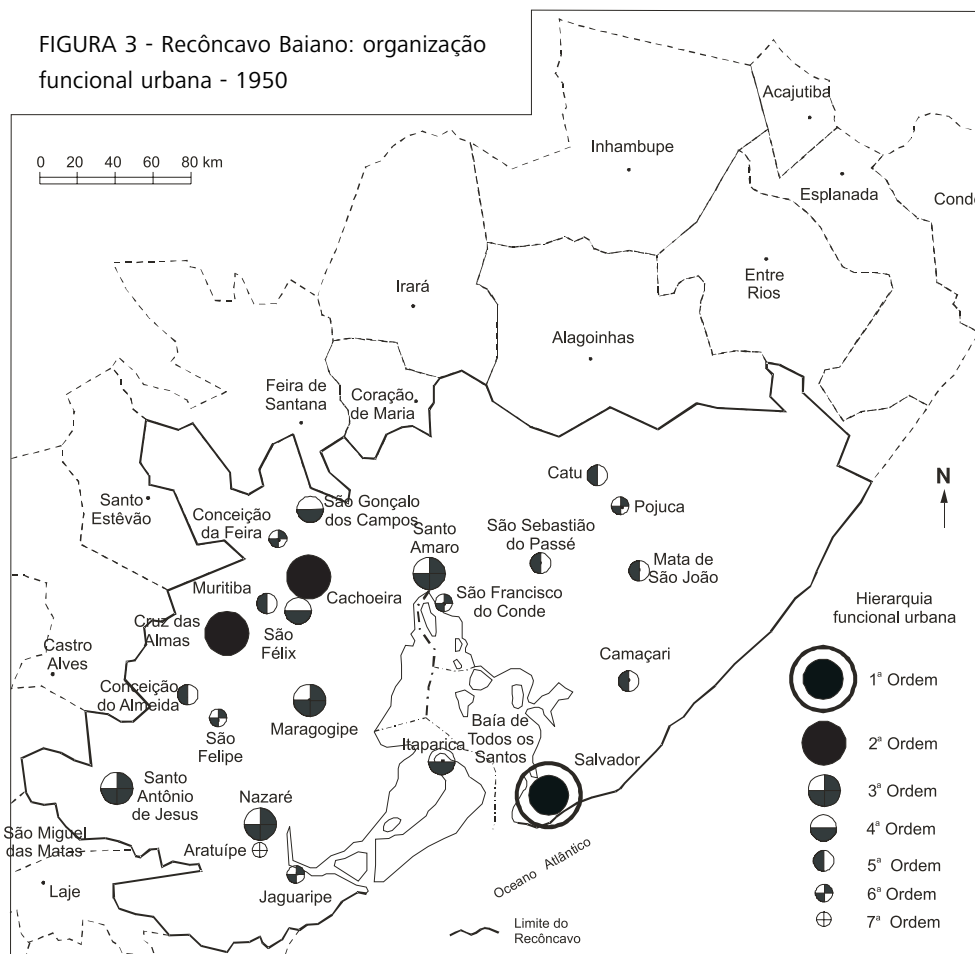 FIGURA 3 - Recôncavo Baiano: organização
funcional urbana - 1950
0 20 40 60 80 km
Acajutiba
Inhambupe
Esplanada
Conde
Entre
Rios
Irará
Alagoinhas
Feira de
Santana
Coração
de Maria
N
Santo
Estêvão
Catu
Pojuca
São Gonçalo
dos Campos
Conceição
da Feira
Santo
Amaro
São Sebastião
do Passé
Mata de
São João
Muritiba
Cachoeira
São Francisco
do Conde
Cruz das
Almas
São
Félix
Castro
Alves
Camaçari
Conceição
do Almeida
São
Felipe
Maragogipe
Baía de
Todos os
Santos
Itaparica
Salvador
Santo
Antônio
de Jesus
Nazaré
São Miguel
das Matas
Aratuípe
Laje
Jaguaripe
Oceano Atlântico
Limite do
Recôncavo
Hierarquia
funcional urbana
1ª Ordem
2ª Ordem
3ª Ordem
4ª Ordem
5ª Ordem
6ª Ordem
7ª Ordem